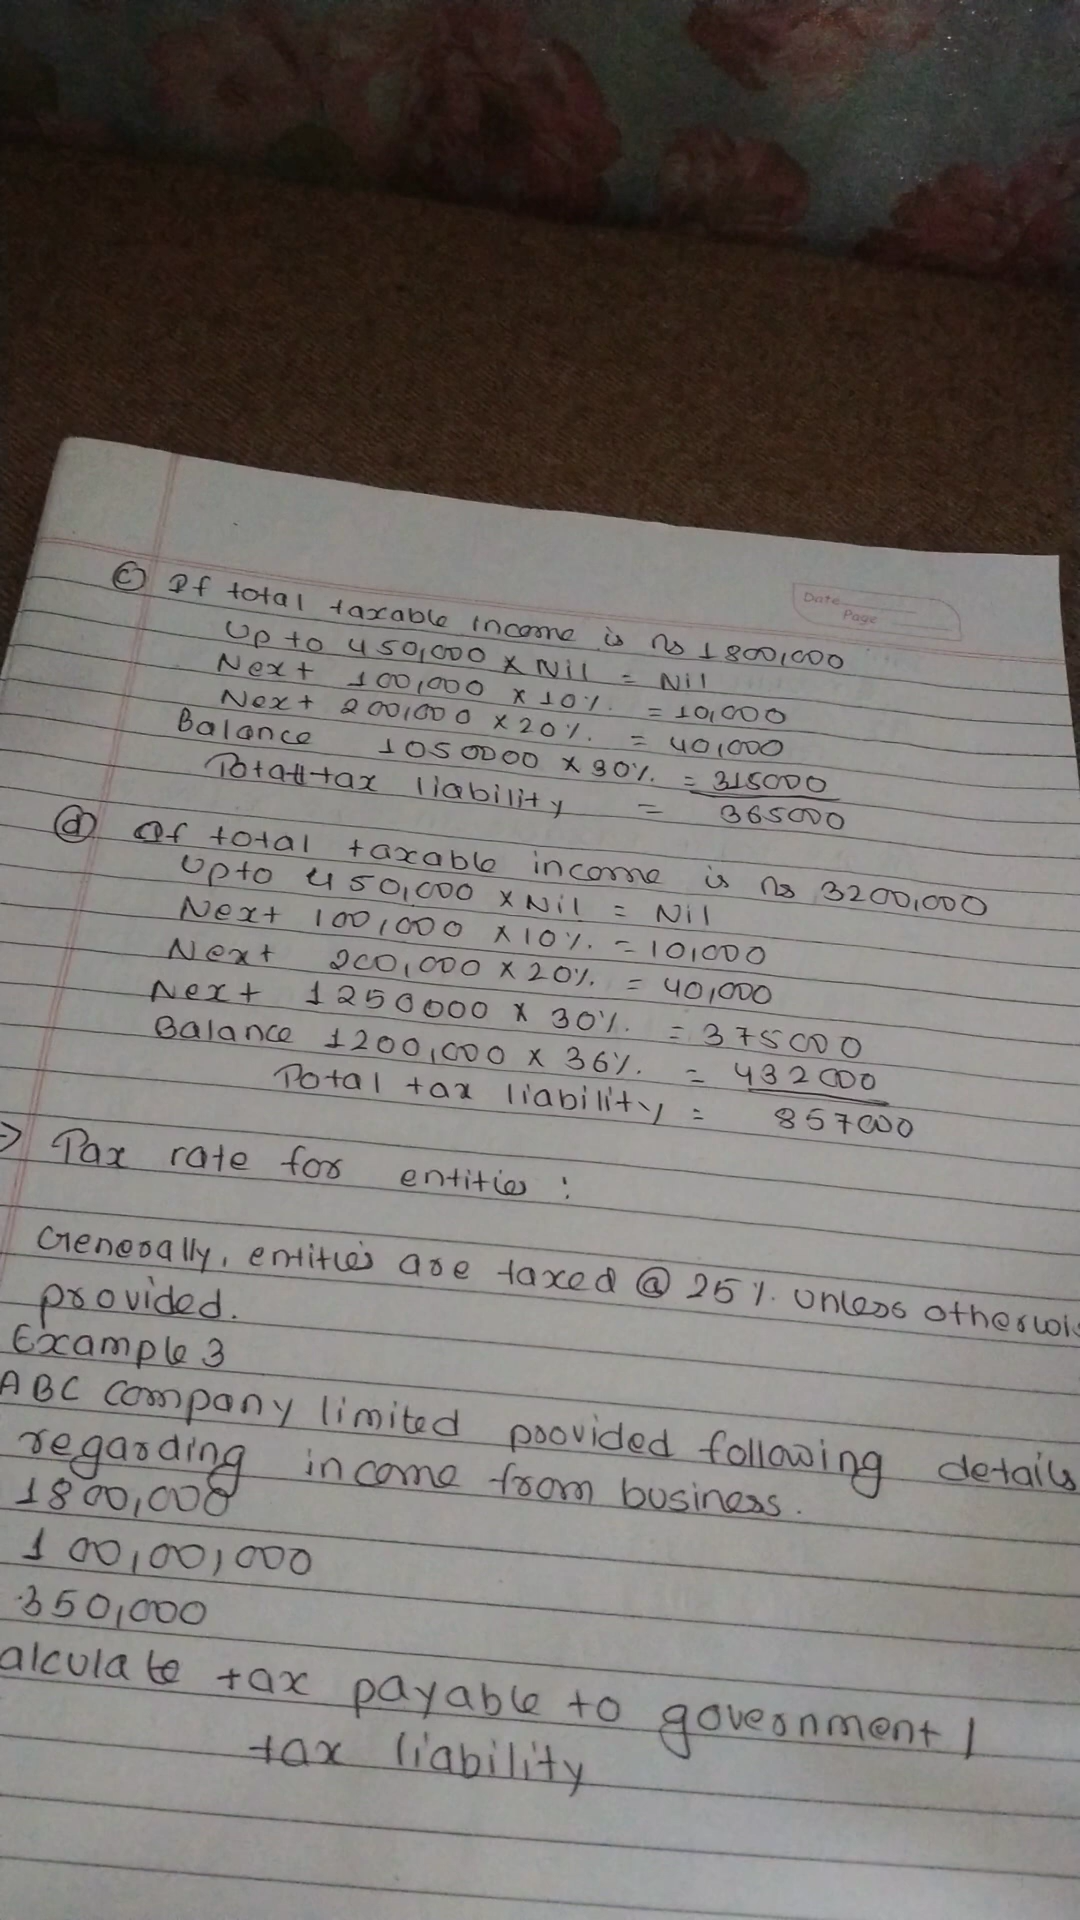 Date
Page
c) If total taxable income is rs 1800,000
Up to 450,000 × Nil = Nil
Next 100,000 × 10% = 10,000
Next 200,000 × 20% = 40,000
Balance 1050000 × 30% = 315000
Total tax liability = 365000
d) If total taxable income is rs 3200,000
Upto 450,000 × Nil = Nil
Next 100,000 × 10% = 10,000
Next 200,000 × 20% = 40,000
Next 1250000 × 30% = 375000
Balance 1200,000 × 36% = 432000
Total tax liability = 857000
→ Tax rate for entities :
Generally, entities are taxed @ 25% unless otherwis
provided.
Example 3
ABC company limited provided following details
regarding income from business.
1800,000
100,00,000
350,000
alculate tax payable to government /
tax liability